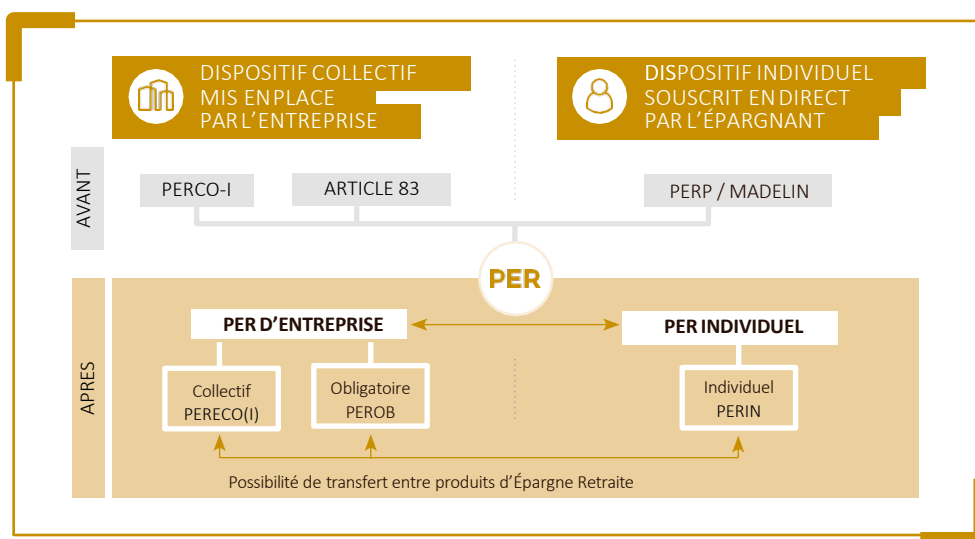 DISPOSITIF COLLECTIF
MIS EN PLACE
PAR L'ENTREPRISE
DISPOSITIF INDIVIDUEL
SOUSCRIT EN DIRECT
PAR L'ÉPARGNANT
AVANT
PERCO-I
ARTICLE 83
PERP / MADELIN
PER
APRES
PER D'ENTREPRISE
PER INDIVIDUEL
Collectif
PERECO(I)
Obligatoire
PEROB
Individuel
PERIN
Possibilité de transfert entre produits d'Épargne Retraite